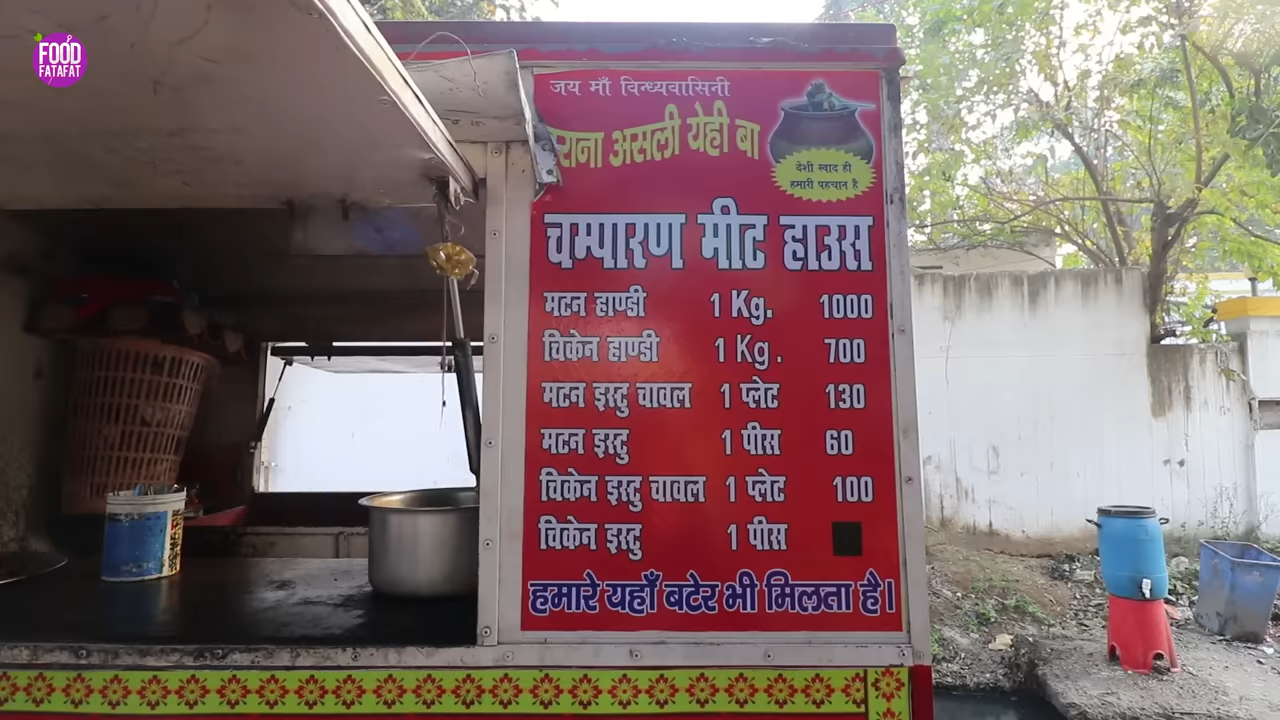 FOOD
FATAFAT
जय माँ विन्ध्यवासिनी
असली येही बा
देशी स्वाद ही
हमारी पहचान है
चम्पारण मीट हाउस
मटन हाण्डी 1 Kg. 1000
चिकेन हाण्डी 1 Kg. 700
मटन इस्टु चावल 1 प्लेट 130
मटन इस्टु 1 पीस 60
चिकेन इस्टु चावल 1 प्लेट 100
चिकेन इस्टु 1 पीस
हमारे यहाँ बटेर भी मिलता है।